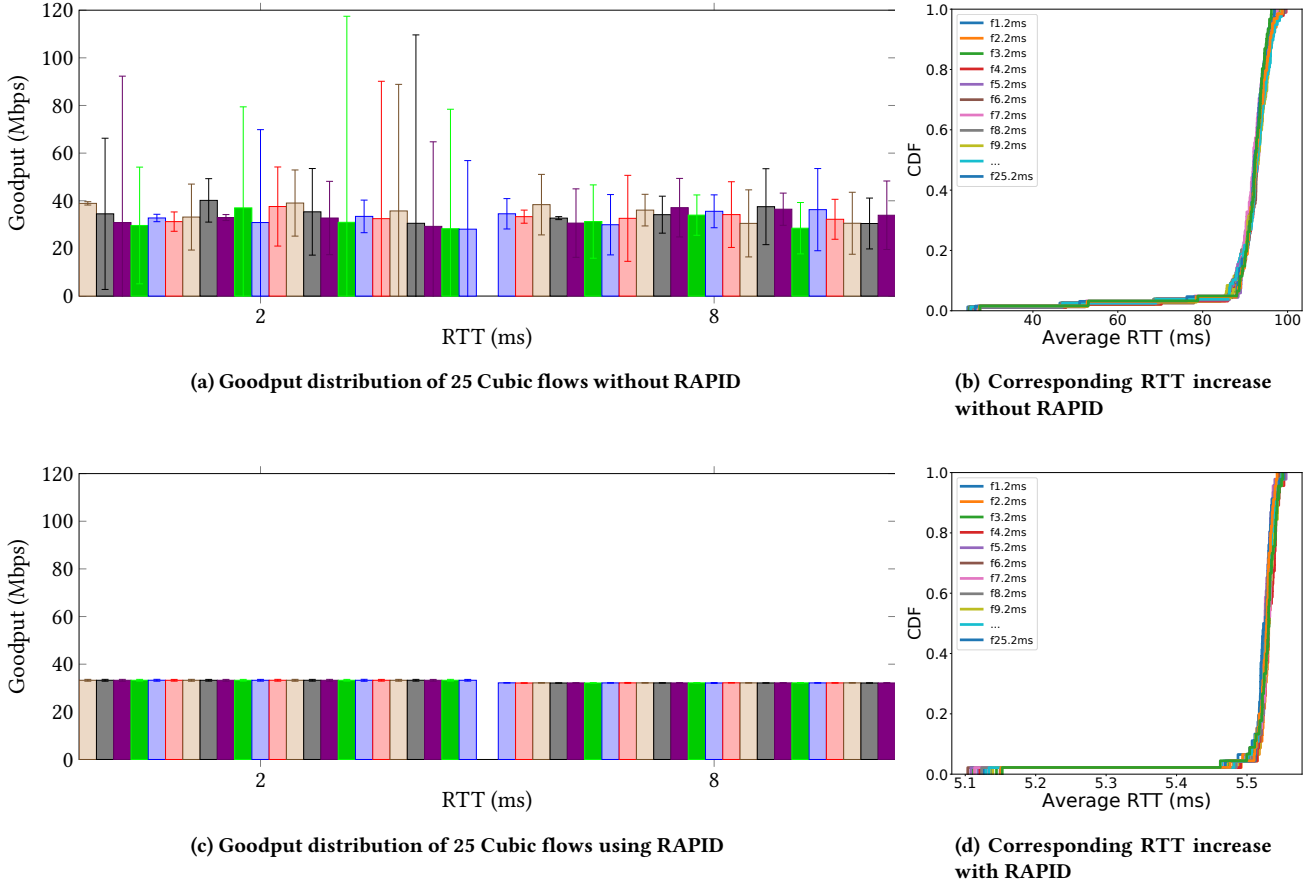 120
100
80
60
40
20
0
Goodput (Mbps)
2
8
RTT (ms)
(a) Goodput distribution of 25 Cubic flows without RAPID
1.0
0.8
0.6
0.4
0.2
0.0
CDF
f1.2ms
f2.2ms
f3.2ms
f4.2ms
f5.2ms
f6.2ms
f7.2ms
f8.2ms
f9.2ms
...
f25.2ms
40
60
80
100
Average RTT (ms)
(b) Corresponding RTT increase
without RAPID
120
100
80
60
40
20
0
Goodput (Mbps)
2
8
RTT (ms)
(c) Goodput distribution of 25 Cubic flows using RAPID
1.0
0.8
0.6
0.4
0.2
0.0
CDF
f1.2ms
f2.2ms
f3.2ms
f4.2ms
f5.2ms
f6.2ms
f7.2ms
f8.2ms
f9.2ms
...
f25.2ms
5.1
5.2
5.3
5.4
5.5
Average RTT (ms)
(d) Corresponding RTT increase
with RAPID